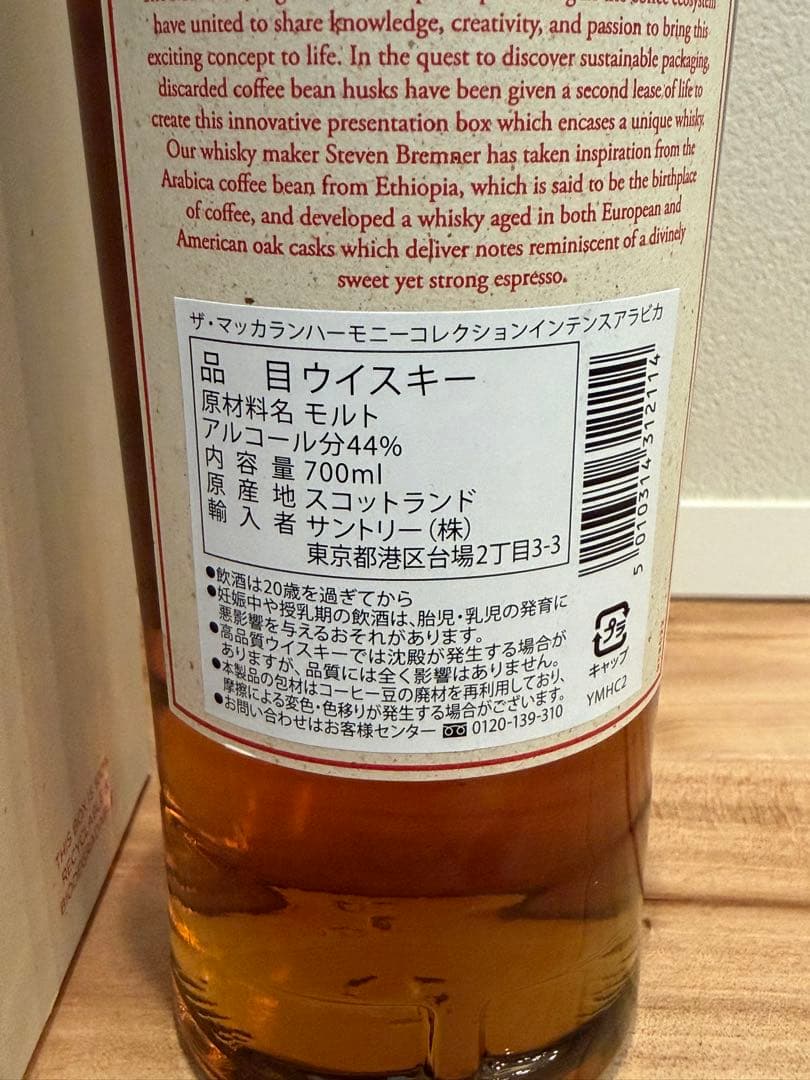 have united to share knowledge, creativity, and passion to bring this
exciting concept to life. In the quest to discover sustainable packaging,
discarded coffee bean husks have been given a second lease of life to
create this innovative presentation box which encases a unique whisky.
Our whisky maker Steven Bremner has taken inspiration from the
Arabica coffee bean from Ethiopia, which is said to be the birthplace
of coffee, and developed a whisky aged in both European and
American oak casks which deliver notes reminiscent of a divinely
sweet yet strong espresso.
ザ・マッカランハーモニーコレクションインテンスアラビカ
品 目 ウイスキー
原材料名 モルト
アルコール分44%
内容量 700ml
原産地 スコットランド
輸入者 サントリー(株)
東京都港区台場2丁目3-3
5 010314 312114
●飲酒は20歳を過ぎてから
●妊娠中や授乳期の飲酒は、胎児・乳児の発育に
悪影響を与えるおそれがあります。
●高品質ウイスキーでは沈殿が発生する場合が
ありますが、品質には全く影響はありません。
●本製品の包材はコーヒー豆の廃材を再利用しており、
摩擦による変色・色移りが発生する場合がございます。
●お問い合わせはお客様センター 0120-139-310
プラ
キャップ
YMHC2
THIS BOX IS